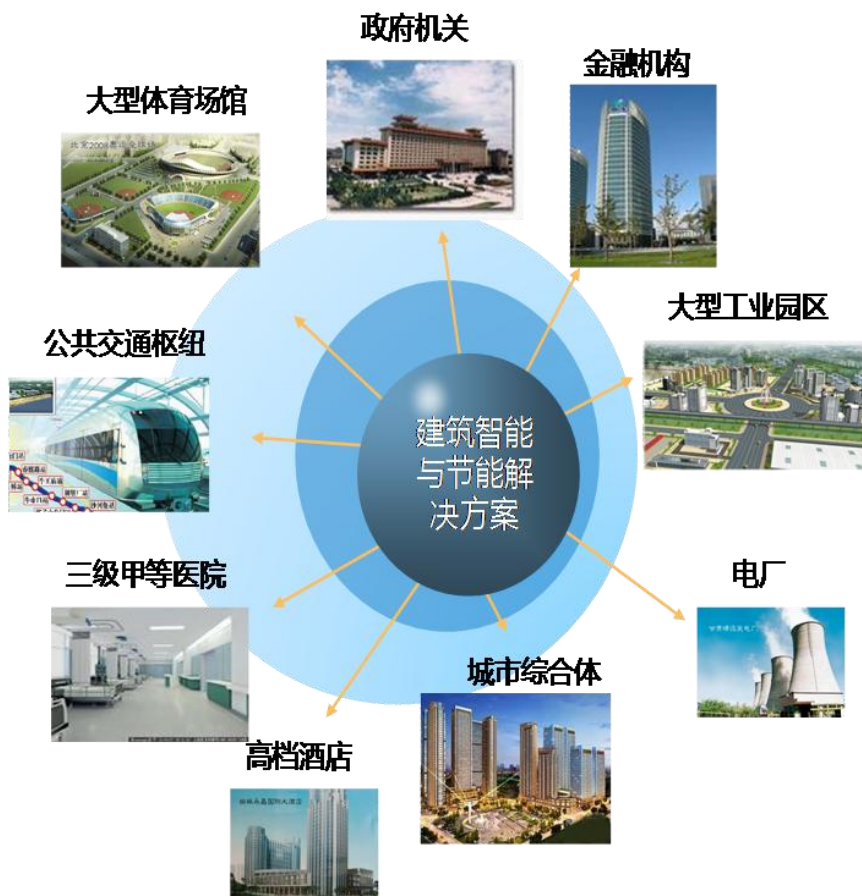 政府机关
金融机构
大型体育场馆
大型工业园区
公共交通枢纽
建筑智能
与节能解
决方案
三级甲等医院
电厂
城市综合体
高档酒店